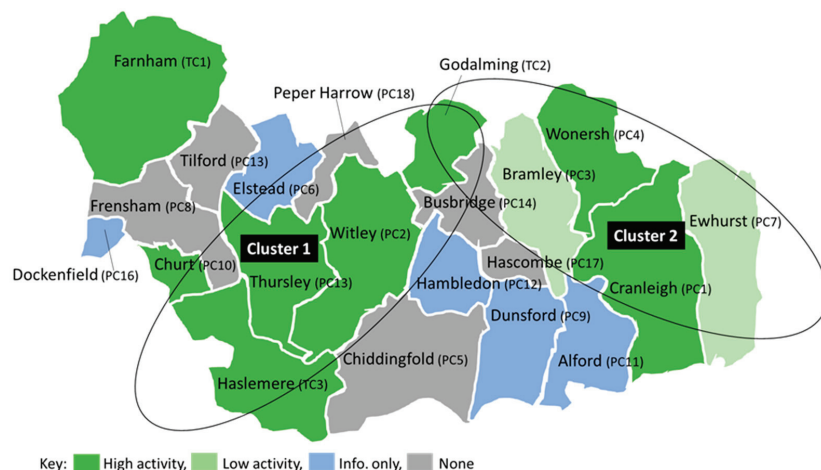 Godalming (TC2)
Farnham (TC1)
Peper Harrow (PC18)
Wonersh (PC4)
Tilford (PC13)
Bramley (PC3)
Elstead (PC6)
Busbridge (PC14)
Frensham (PC8)
Ewhurst (PC7)
Witley (PC2)
Cluster 1
Cluster 2
Churt (PC10)
Hascombe (PC17)
Dockenfield (PC16)
Thursley (PC13)
Hambledon (PC12)
Cranleigh (PC1)
Dunsford (PC9)
Chiddingfold (PC5)
Alford (PC11)
Haslemere (TC3)
Key: High activity, Low activity, Info. only, None